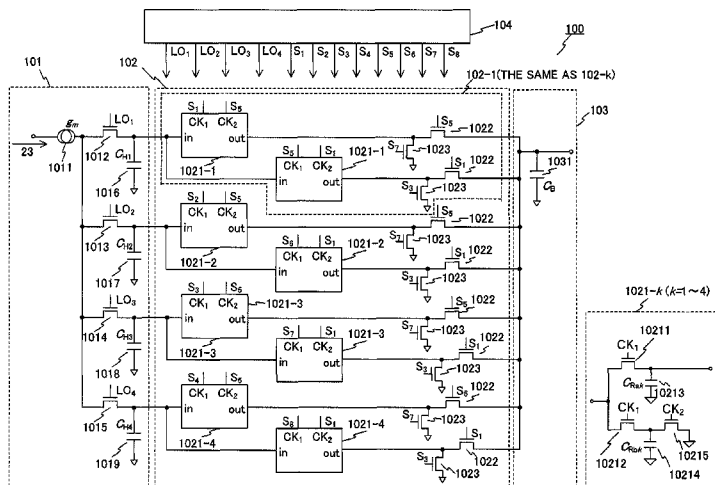 104
100
LO1 LO2 LO3 LO4 S1 S2 S3 S4 S5 S6 S7 S8
101
102
102-1(THE SAME AS 102-k)
103
gm
23
1011
LO1
1012
CH1
1016
S1 S5
CK1 CK2
in out
1021-1
S5
1022
S7
1023
S5 S1
CK1 CK2
in out
1021-1
S1
1022
S3
1023
1031
CB
LO2
1013
CH2
1017
S2 S5
CK1 CK2
in out
1021-2
S5
1022
S7
1023
S6 S1
CK1 CK2
in out
1021-2
S1
1022
S3
1023
LO3
1014
CH3
1018
S3 S5
CK1 CK2
in out
1021-3
1021-3
S5
1022
S7
1023
S7 S1
CK1 CK2
in out
1021-3
S1
1022
S3
1023
LO4
1015
CH4
1019
S4 S5
CK1 CK2
in out
1021-4
S5
1022
S7
1023
S8 S1
CK1 CK2
in out
1021-4
S1
1022
S3
1023
1021-k(k=1～4)
CK1
10211
CRak
10213
CK1
CK2
10212
CRbk
10214
10215